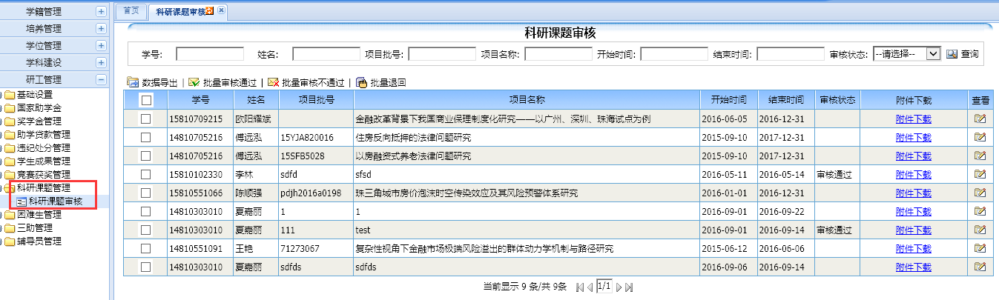 学籍管理
培养管理
学位管理
学科建设
研工管理
基础设置
国家助学金
奖学金管理
助学贷款管理
违纪处分管理
学生成果管理
竞赛获奖管理
科研课题管理
科研课题审核
困难生管理
三助管理
辅导员管理
首页 科研课题审核
科研课题审核
学号: 姓名: 项目批号: 项目名称: 开始时间: 结束时间: 审核状态: --请选择-- 查询
数据导出 | 批量审核通过 | 批量审核不通过 | 批量退回
学号 姓名 项目批号 项目名称 开始时间 结束时间 审核状态 附件下载 查看
15810709215 欧阳耀斌 金融改革背景下我国商业保理制度化研究——以广州、深圳、珠海试点为例 2016-06-05 2016-12-31 附件下载
14810705216 傅远泓 15YJA820016 住房反向抵押的法律问题研究 2015-09-10 2017-12-31 附件下载
14810705216 傅远泓 15SFB5028 以房融资式养老法律问题研究 2015-09-10 2017-12-31 附件下载
15810102330 李林 sdfd sfsd 2016-05-11 2016-05-14 审核通过 附件下载
15810551066 陈顺强 pdjh2016a0198 珠三角城市房价泡沫时空传染效应及其风险预警体系研究 2016-01-01 2016-12-31 附件下载
14810303010 夏嘉丽 1 1 2016-09-01 2016-09-22 附件下载
14810303010 夏嘉丽 111 test 2016-09-01 2016-09-14 审核通过 附件下载
14810551091 王艳 71273067 复杂性视角下金融市场极端风险溢出的群体动力学机制与路径研究 2015-06-12 2016-06-06 附件下载
14810303010 夏嘉丽 sdfds sdfds 2016-09-06 2016-09-14 附件下载
当前显示 9 条/共 9条 1/1